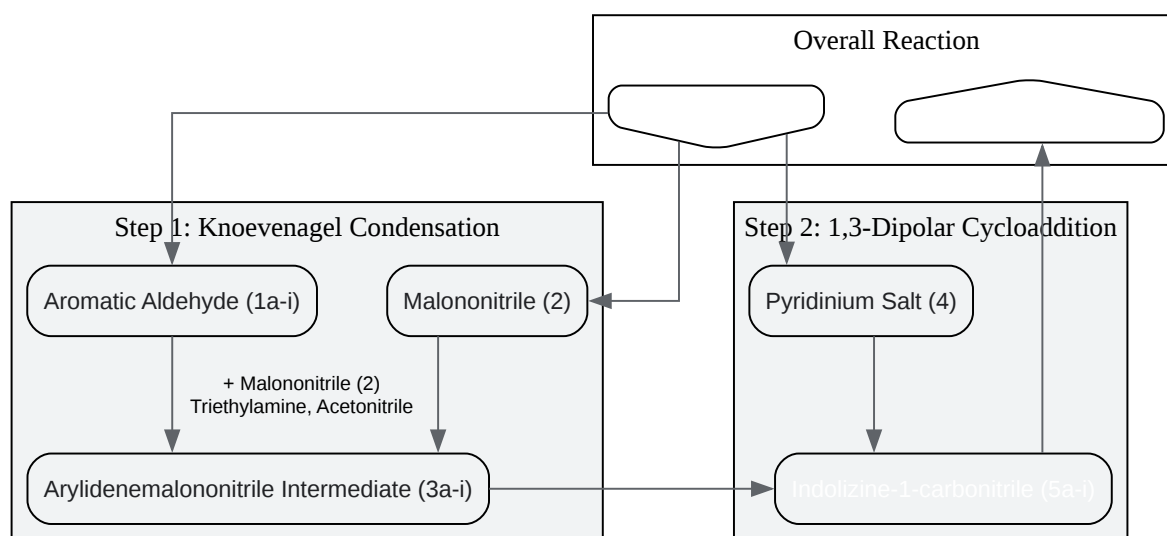 Overall Reaction
Step 1: Knoevenagel Condensation
Step 2: 1,3-Dipolar Cycloaddition
Aromatic Aldehyde (1a-i)
Malononitrile (2)
Pyridinium Salt (4)
+ Malononitrile (2)
Triethylamine, Acetonitrile
Arylidenemalononitrile Intermediate (3a-i)
Indolizine-1-carbonitrile (5a-i)